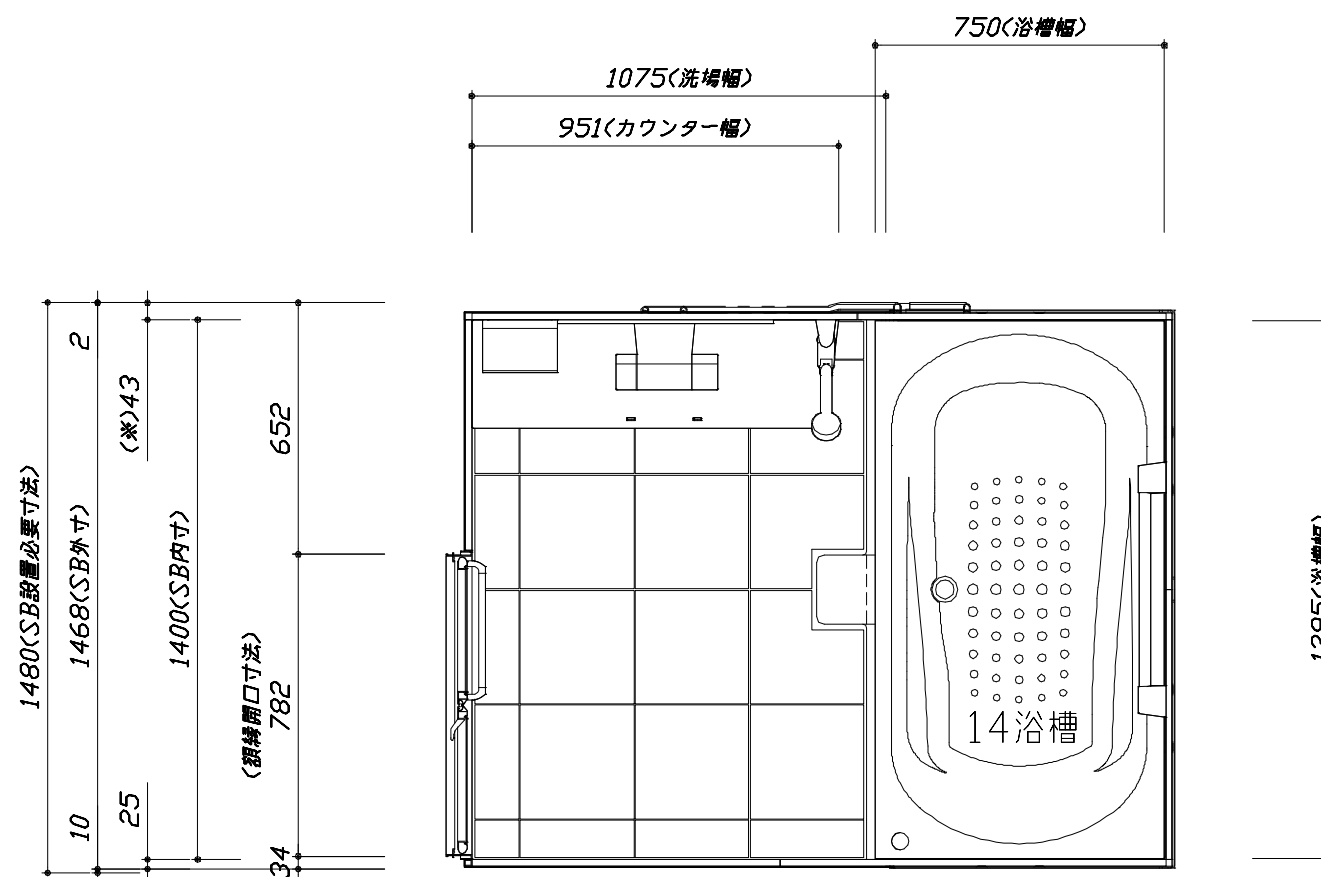 750(浴槽幅)
1075(洗場幅)
951(カウンター幅)
1480(SB設置必要寸法)
2
1468(SB外寸)
10
(※)43
25
1400(SB内寸)
652
(額縁開口寸法)
782
34
14浴槽